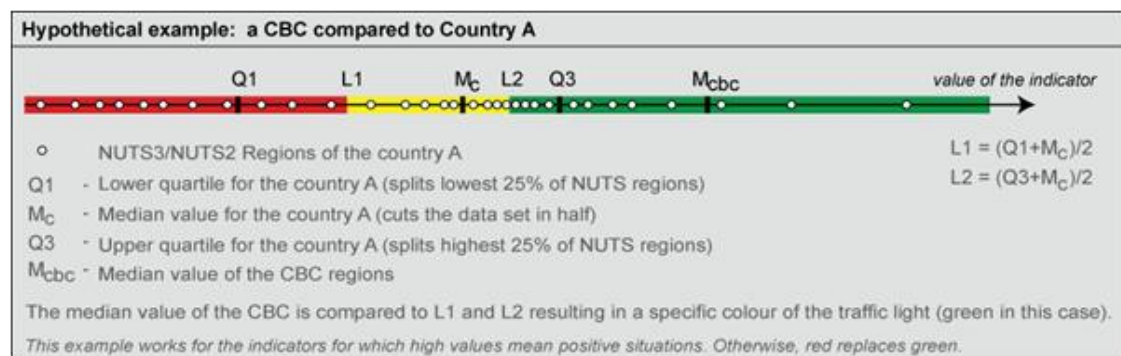 Hypothetical example: a CBC compared to Country A
Q1 L1 Mc L2 Q3 Mcbc value of the indicator
o NUTS3/NUTS2 Regions of the country A L1 = (Q1+Mc)/2
Q1 - Lower quartile for the country A (splits lowest 25% of NUTS regions) L2 = (Q3+Mc)/2
Mc - Median value for the country A (cuts the data set in half)
Q3 - Upper quartile for the country A (splits highest 25% of NUTS regions)
Mcbc - Median value of the CBC regions
The median value of the CBC is compared to L1 and L2 resulting in a specific colour of the traffic light (green in this case).
This example works for the indicators for which high values mean positive situations. Otherwise, red replaces green.